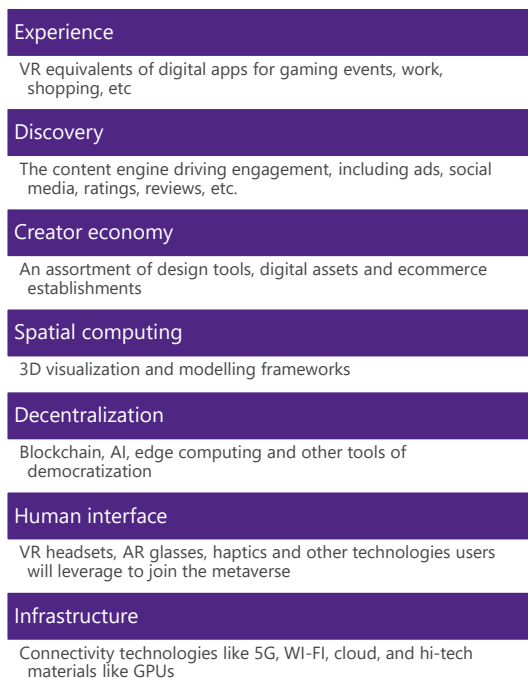 Experience
VR equivalents of digital apps for gaming events, work,
shopping, etc
Discovery
The content engine driving engagement, including ads, social
media, ratings, reviews, etc.
Creator economy
An assortment of design tools, digital assets and ecommerce
establishments
Spatial computing
3D visualization and modelling frameworks
Decentralization
Blockchain, AI, edge computing and other tools of
democratization
Human interface
VR headsets, AR glasses, haptics and other technologies users
will leverage to join the metaverse
Infrastructure
Connectivity technologies like 5G, WI-FI, cloud, and hi-tech
materials like GPUs